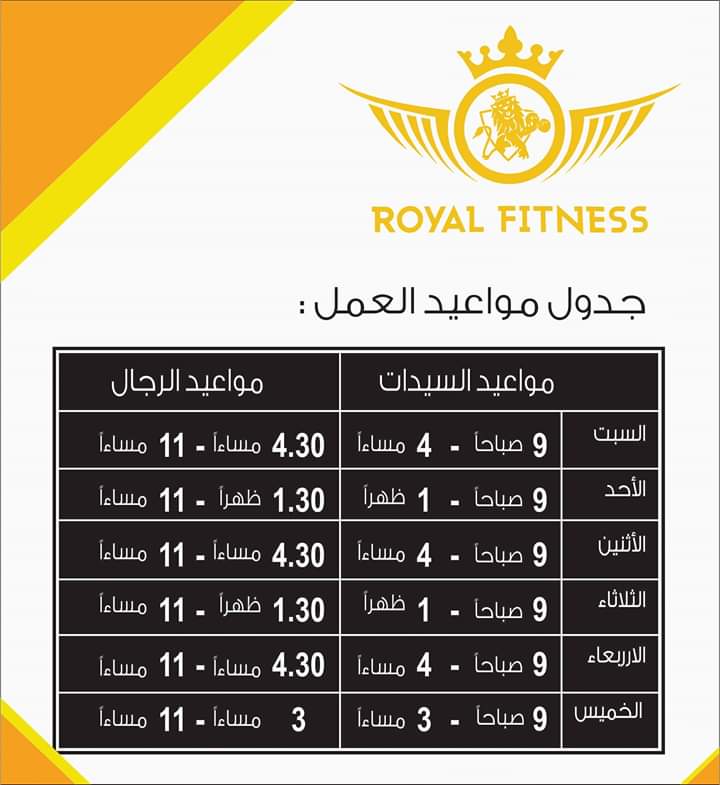 ROYAL FITNESS
جدول مواعيد العمل :
مواعيد السيدات مواعيد الرجال
السبت 9 صباحاً - 4 مساءاً 4.30 مساءاً - 11 مساءاً
الأحد 9 صباحاً - 1 ظهراً 1.30 ظهراً - 11 مساءاً
الأثنين 9 صباحاً - 4 مساءاً 4.30 مساءاً - 11 مساءاً
الثلاثاء 9 صباحاً - 1 ظهراً 1.30 ظهراً - 11 مساءاً
الارربعاء 9 صباحاً - 4 مساءاً 4.30 مساءاً - 11 مساءاً
الخميس 9 صباحاً - 3 مساءاً 3 مساءاً - 11 مساءاً